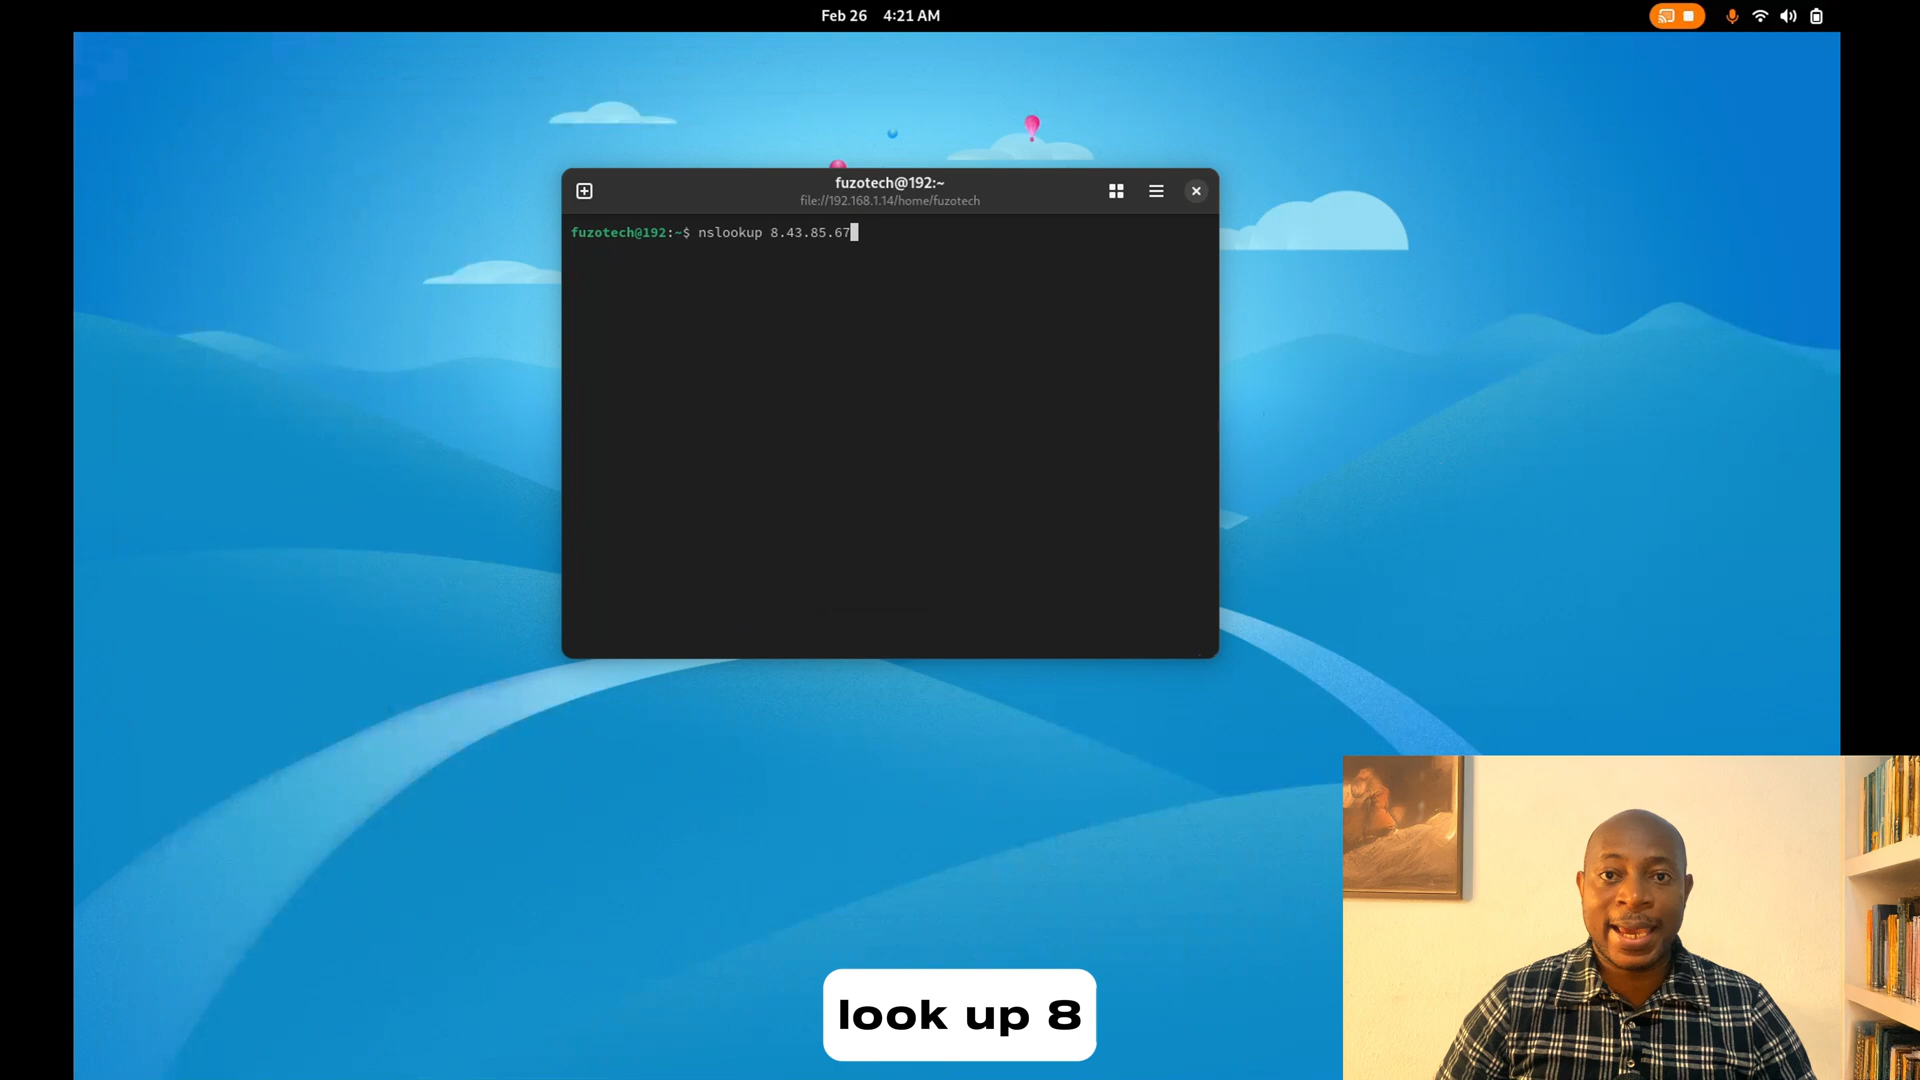 Feb 26 4:21 AM
fuzotech@192:~
file://192.168.1.14/home/fuzotech
fuzotech@192:~$ nslookup 8.43.85.67
look up 8